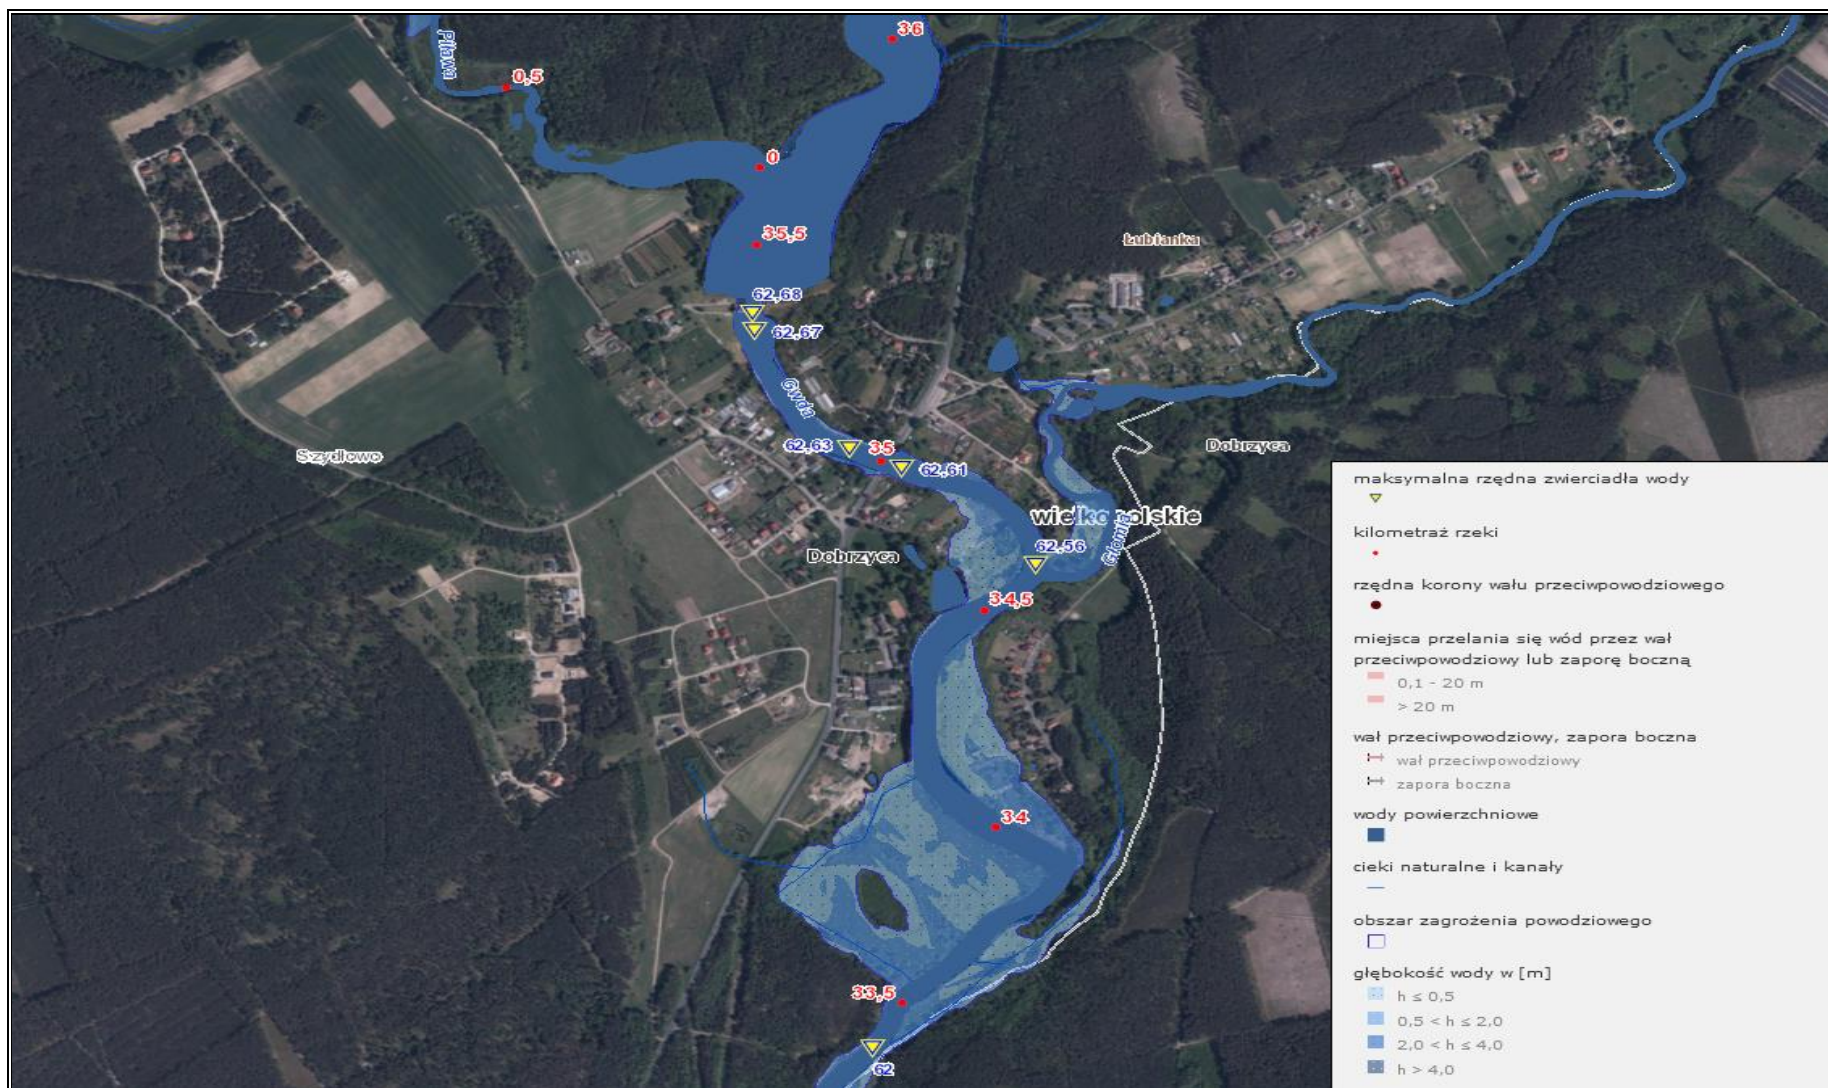 36
Piława
0,5
0
35,5
Łubianka
62,68
62,67
Gwda
62,63
35
62,61
Szydłowo
Dobrzyca
wielkopolskie
Głomia
62,56
Dobrzyca
34,5
34
33,5
62
maksymalna rzędna zwierciadła wody
kilometraż rzeki
rzędna korony wału przeciwpowodziowego
miejsca przelania się wód przez wał
przeciwpowodziowy lub zaporę boczną
0,1 - 20 m
> 20 m
wał przeciwpowodziowy, zapora boczna
wał przeciwpowodziowy
zapora boczna
wody powierzchniowe
cieki naturalne i kanały
obszar zagrożenia powodziowego
głębokość wody w [m]
h ≤ 0,5
0,5 < h ≤ 2,0
2,0 < h ≤ 4,0
h > 4,0